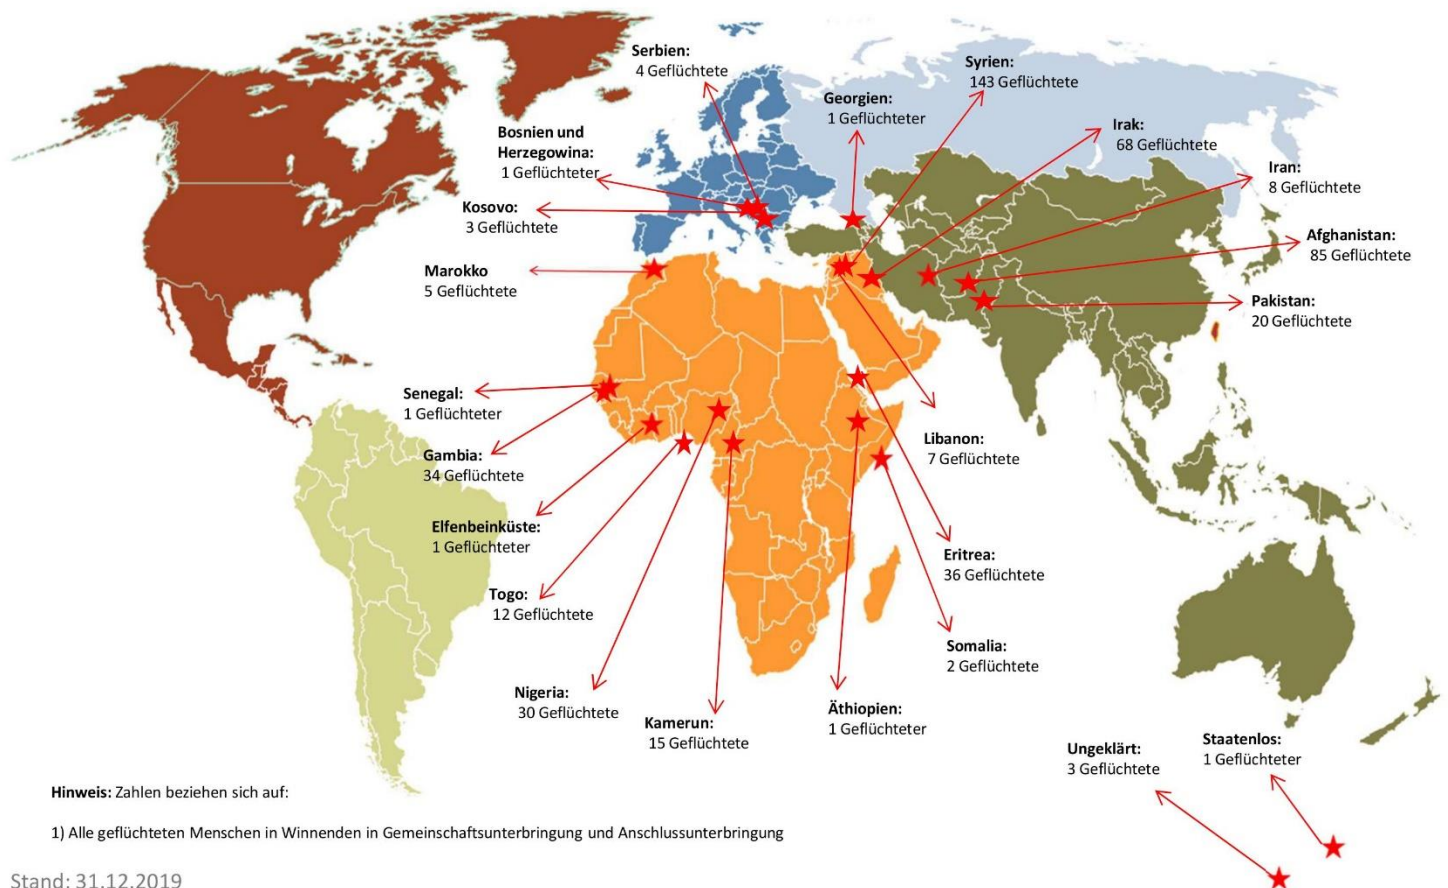 Serbien:
4 Geflüchtete
Syrien:
143 Geflüchtete
Georgien:
1 Geflüchteter
Irak:
68 Geflüchtete
Bosnien und
Herzegowina:
1 Geflüchteter
Iran:
8 Geflüchtete
Kosovo:
3 Geflüchtete
Afghanistan:
85 Geflüchtete
Marokko
5 Geflüchtete
Pakistan:
20 Geflüchtete
Senegal:
1 Geflüchteter
Gambia:
34 Geflüchtete
Libanon:
7 Geflüchtete
Elfenbeinküste:
1 Geflüchteter
Eritrea:
36 Geflüchtete
Togo:
12 Geflüchtete
Somalia:
2 Geflüchtete
Nigeria:
30 Geflüchtete
Kamerun:
15 Geflüchtete
Äthiopien:
1 Geflüchteter
Ungeklärt:
3 Geflüchtete
Staatenlos:
1 Geflüchteter
Hinweis: Zahlen beziehen sich auf:
1) Alle geflüchteten Menschen in Winnenden in Gemeinschaftsunterbringung und Anschlussunterbringung
Stand: 31.12.2019